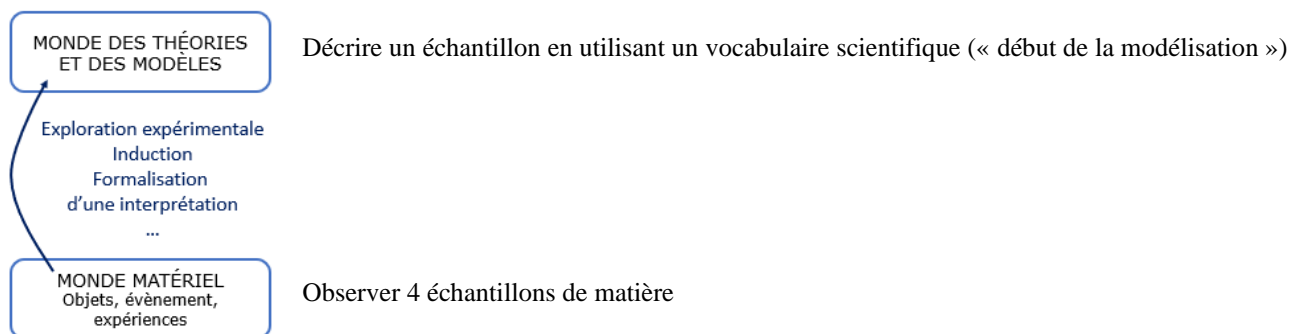 MONDE DES THÉORIES
ET DES MODÈLES
Décrire un échantillon en utilisant un vocabulaire scientifique (« début de la modélisation »)
Exploration expérimentale
Induction
Formalisation
d'une interprétation
...
MONDE MATÉRIEL
Objets, évènement,
expériences
Observer 4 échantillons de matière